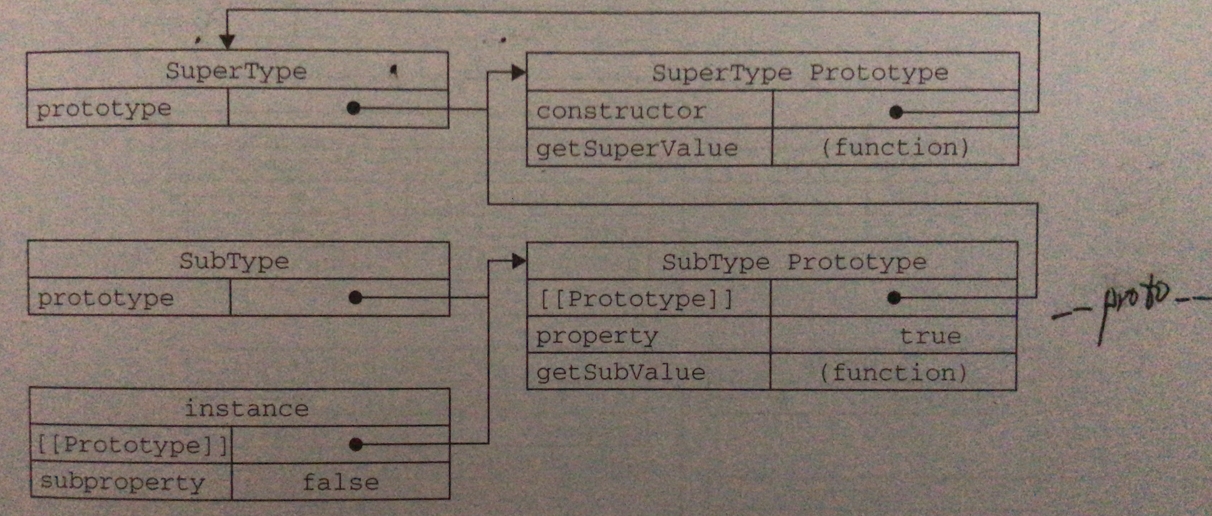 SuperType
prototype
SuperType Prototype
constructor
getSuperValue (function)
SubType
prototype
SubType Prototype
[[Prototype]]
property true
getSubValue (function)
--proto--
instance
[[Prototype]]
subproperty false